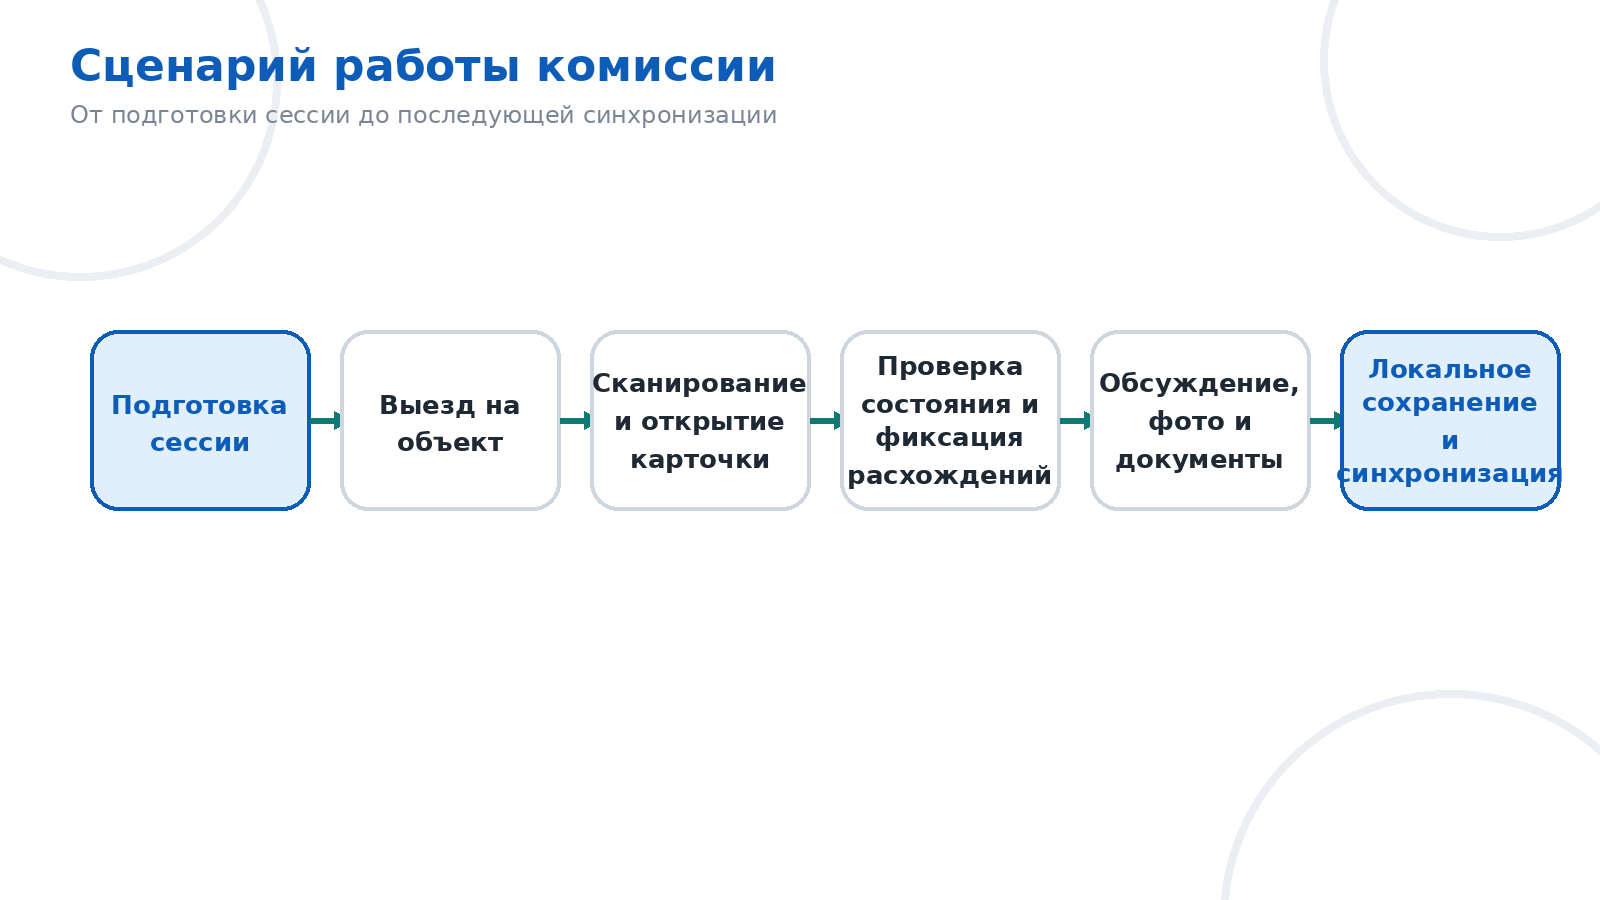 Сценарий работы комиссии
От подготовки сессии до последующей синхронизации
Подготовка
сессии
Выезд на
объект
Сканирование
и открытие
карточки
Проверка
состояния и
фиксация
расхождений
Обсуждение,
фото и
документы
Локальное
сохранение
и
синхронизация